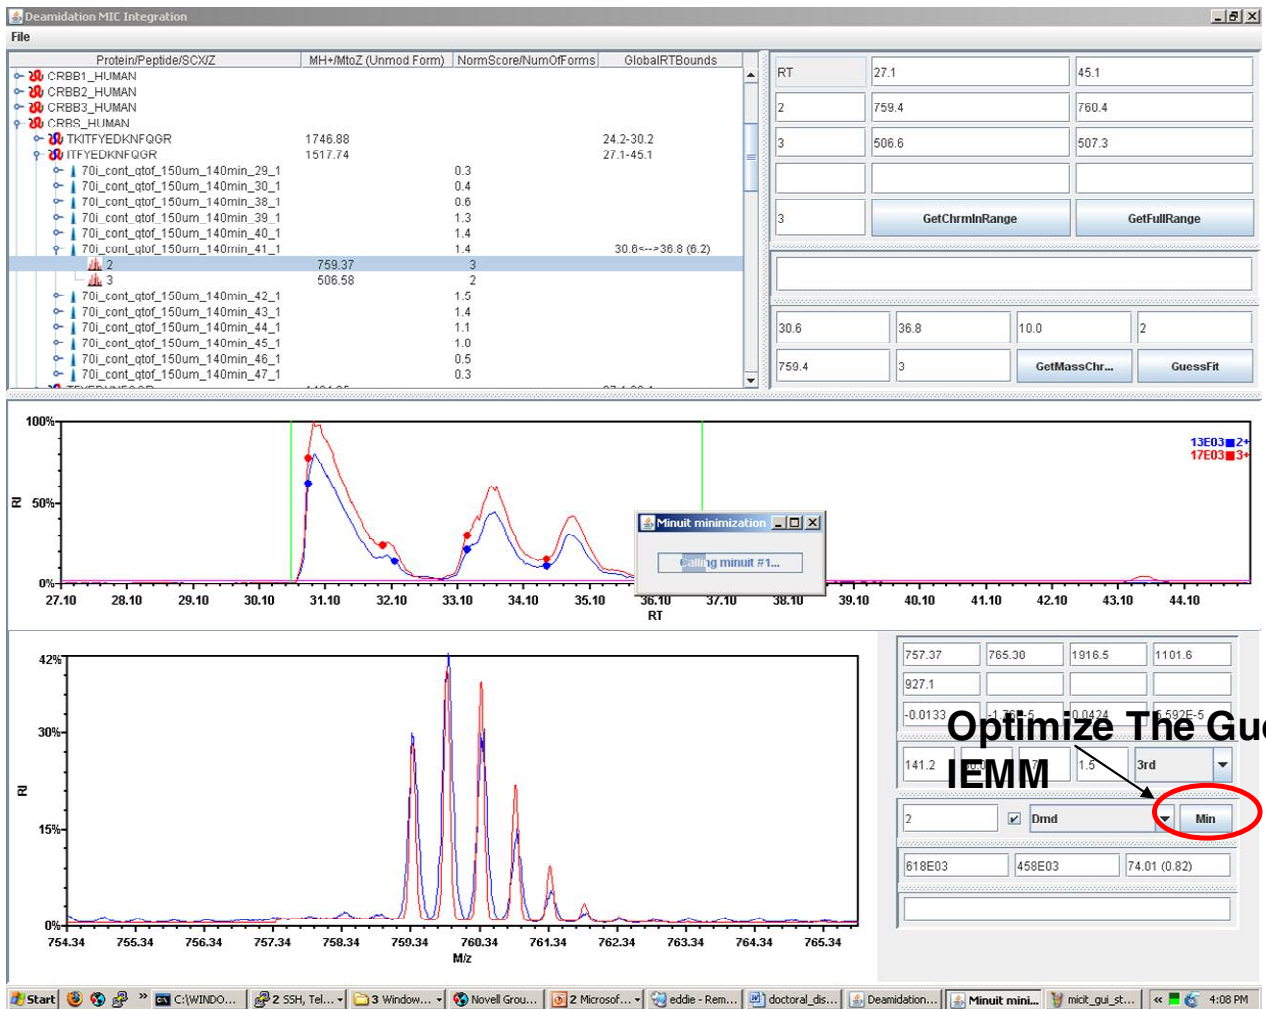 Deamidation MIC Integration
File
Protein/Peptide/SCX/Z MH+/MtoZ (Unmod Form) NormScore/NumOfForms GlobalRTBounds
CRBB1_HUMAN
CRBB2_HUMAN
CRBB3_HUMAN
CRBS_HUMAN
TKITFYEDKNFQGR 1746.88 24.2-30.2
ITFYEDKNFQGR 1517.74 27.1-45.1
70i_cont_qtof_150um_140min_29_1 0.3
70i_cont_qtof_150um_140min_30_1 0.4
70i_cont_qtof_150um_140min_38_1 0.6
70i_cont_qtof_150um_140min_39_1 1.3
70i_cont_qtof_150um_140min_40_1 1.4
70i_cont_qtof_150um_140min_41_1 1.4 30.6<-->36.8 (6.2)
2 759.37 3
3 506.58 2
70i_cont_qtof_150um_140min_42_1 1.5
70i_cont_qtof_150um_140min_43_1 1.4
70i_cont_qtof_150um_140min_44_1 1.1
70i_cont_qtof_150um_140min_45_1 1.0
70i_cont_qtof_150um_140min_46_1 0.5
70i_cont_qtof_150um_140min_47_1 0.3
RT 27.1 45.1
2 759.4 760.4
3 506.6 507.3
3 GetChrmInRange GetFullRange
30.6 36.8 10.0 2
759.4 3 GetMassChr... GuessFit
100%
50%
0%
RI
13E03 2+
17E03 3+
27.10 28.10 29.10 30.10 31.10 32.10 33.10 34.10 35.10 36.10 37.10 38.10 39.10 40.10 41.10 42.10 43.10 44.10
RT
Minuit minimization
Calling minuit #1...
42%
30%
15%
0%
RI
754.34 755.34 756.34 757.34 758.34 759.34 760.34 761.34 762.34 763.34 764.34 765.34
M/z
757.37 765.30 1916.5 1101.6
927.1
-0.0133 -1.76E-5 0.0424
Optimize The Gue
IEMM
141.2 1.5 3rd
2 Dmd Min
618E03 458E03 74.01 (0.82)
Start C:\WINDO... 2 SSH, Tel... 3 Window... Novell Grou... 2 Microsof... eddie - Rem... doctoral_dis... Deamidation... Minuit mini... micit_gui_st... 4:08 PM